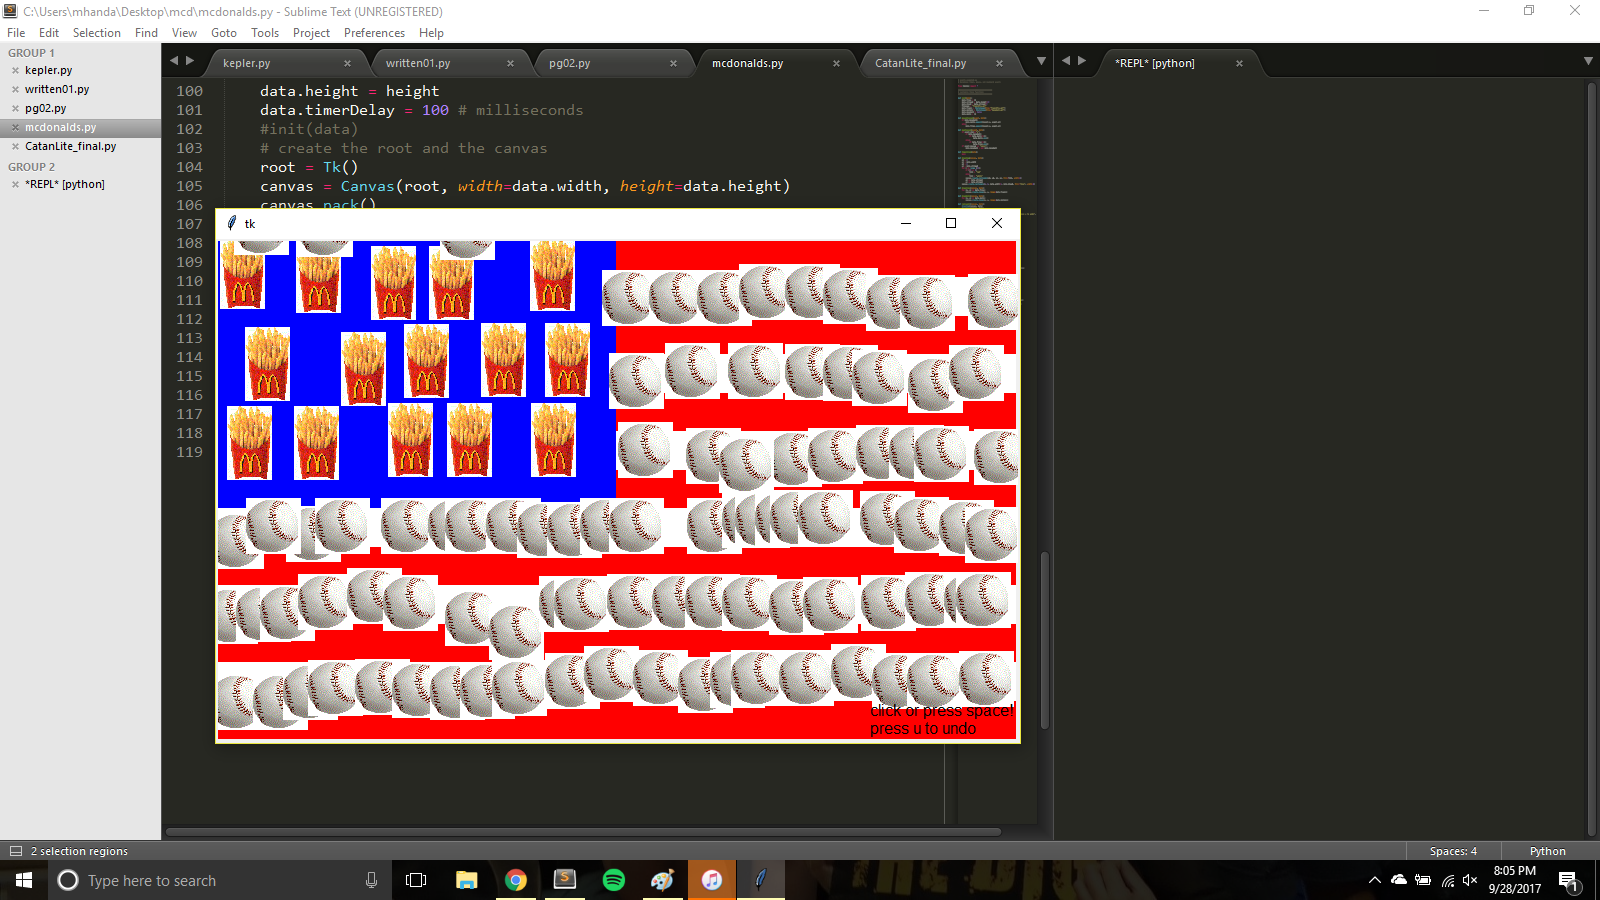 C:\Users\mhanda\Desktop\mcd\mcdonalds.py - Sublime Text (UNREGISTERED)
File Edit Selection Find View Goto Tools Project Preferences Help
GROUP 1
kepler.py
written01.py
pg02.py
mcdonalds.py
CatanLite_final.py
GROUP 2
*REPL* [python]
kepler.py written01.py pg02.py mcdonalds.py CatanLite_final.py *REPL* [python]
100 data.height = height
101 data.timerDelay = 100 # milliseconds
102 #init(data)
103 # create the root and the canvas
104 root = Tk()
105 canvas = Canvas(root, width=data.width, height=data.height)
106 canvas.pack()
107
108
109
110
111
112
113
114
115
116
117
118
119
tk
click or press space!
press u to undo
2 selection regions Spaces: 4 Python
Type here to search
8:05 PM
9/28/2017
1